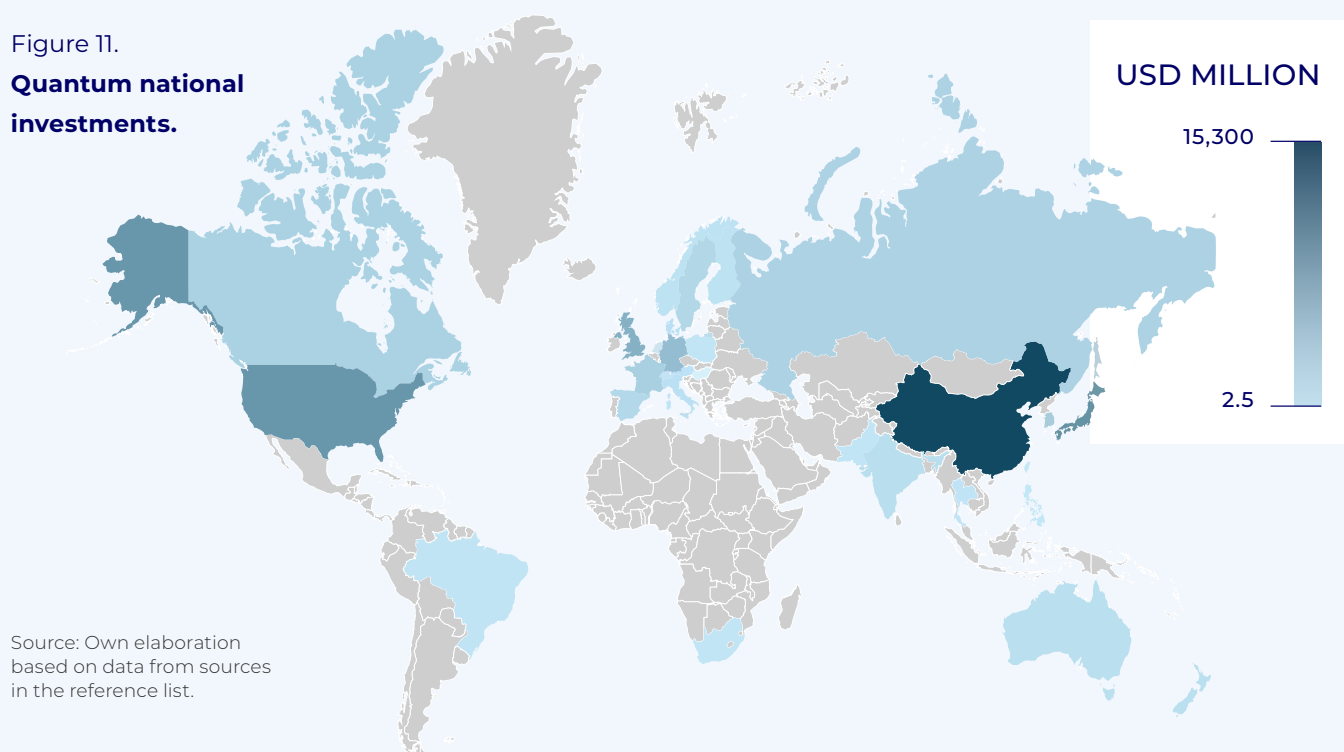 Figure 11.
Quantum national
investments.
USD MILLION
15,300
2.5
Source: Own elaboration
based on data from sources
in the reference list.